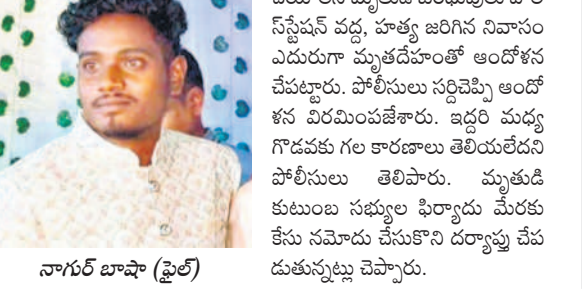 స్‌స్టేషన్ వద్ద, హత్య జరిగిన నివాసం
ఎదురుగా మృతదేహంతో ఆందోళన
చేపట్టారు. పోలీసులు సర్దిచెప్పి ఆందో
ళన విరమింపజేశారు. ఇద్దరి మధ్య
గొడవకు గల కారణాలు తెలియలేదని
పోలీసులు తెలిపారు. మృతుడి
కుటుంబ సభ్యుల ఫిర్యాదు మేరకు
కేసు నమోదు చేసుకొని దర్యాప్తు చేప
డుతున్నట్లు చెప్పారు.
నాగుర్ బాషా (ఫైల్)